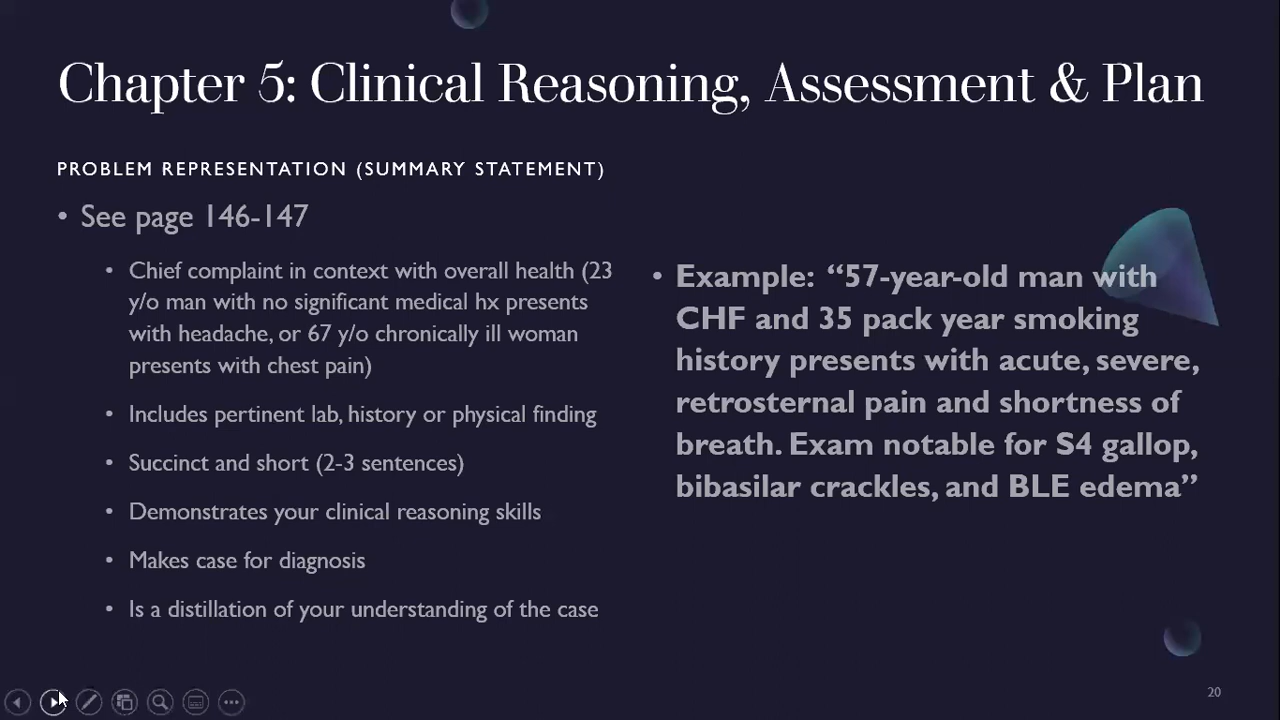 Chapter 5: Clinical Reasoning, Assessment & Plan
PROBLEM REPRESENTATION (SUMMARY STATEMENT)
• See page 146-147
• Chief complaint in context with overall health (23
y/o man with no significant medical hx presents
with headache, or 67 y/o chronically ill woman
presents with chest pain)
• Includes pertinent lab, history or physical finding
• Succinct and short (2-3 sentences)
• Demonstrates your clinical reasoning skills
• Makes case for diagnosis
• Is a distillation of your understanding of the case
• Example: “57-year-old man with
CHF and 35 pack year smoking
history presents with acute, severe,
retrosternal pain and shortness of
breath. Exam notable for S4 gallop,
bibasilar crackles, and BLE edema”
20